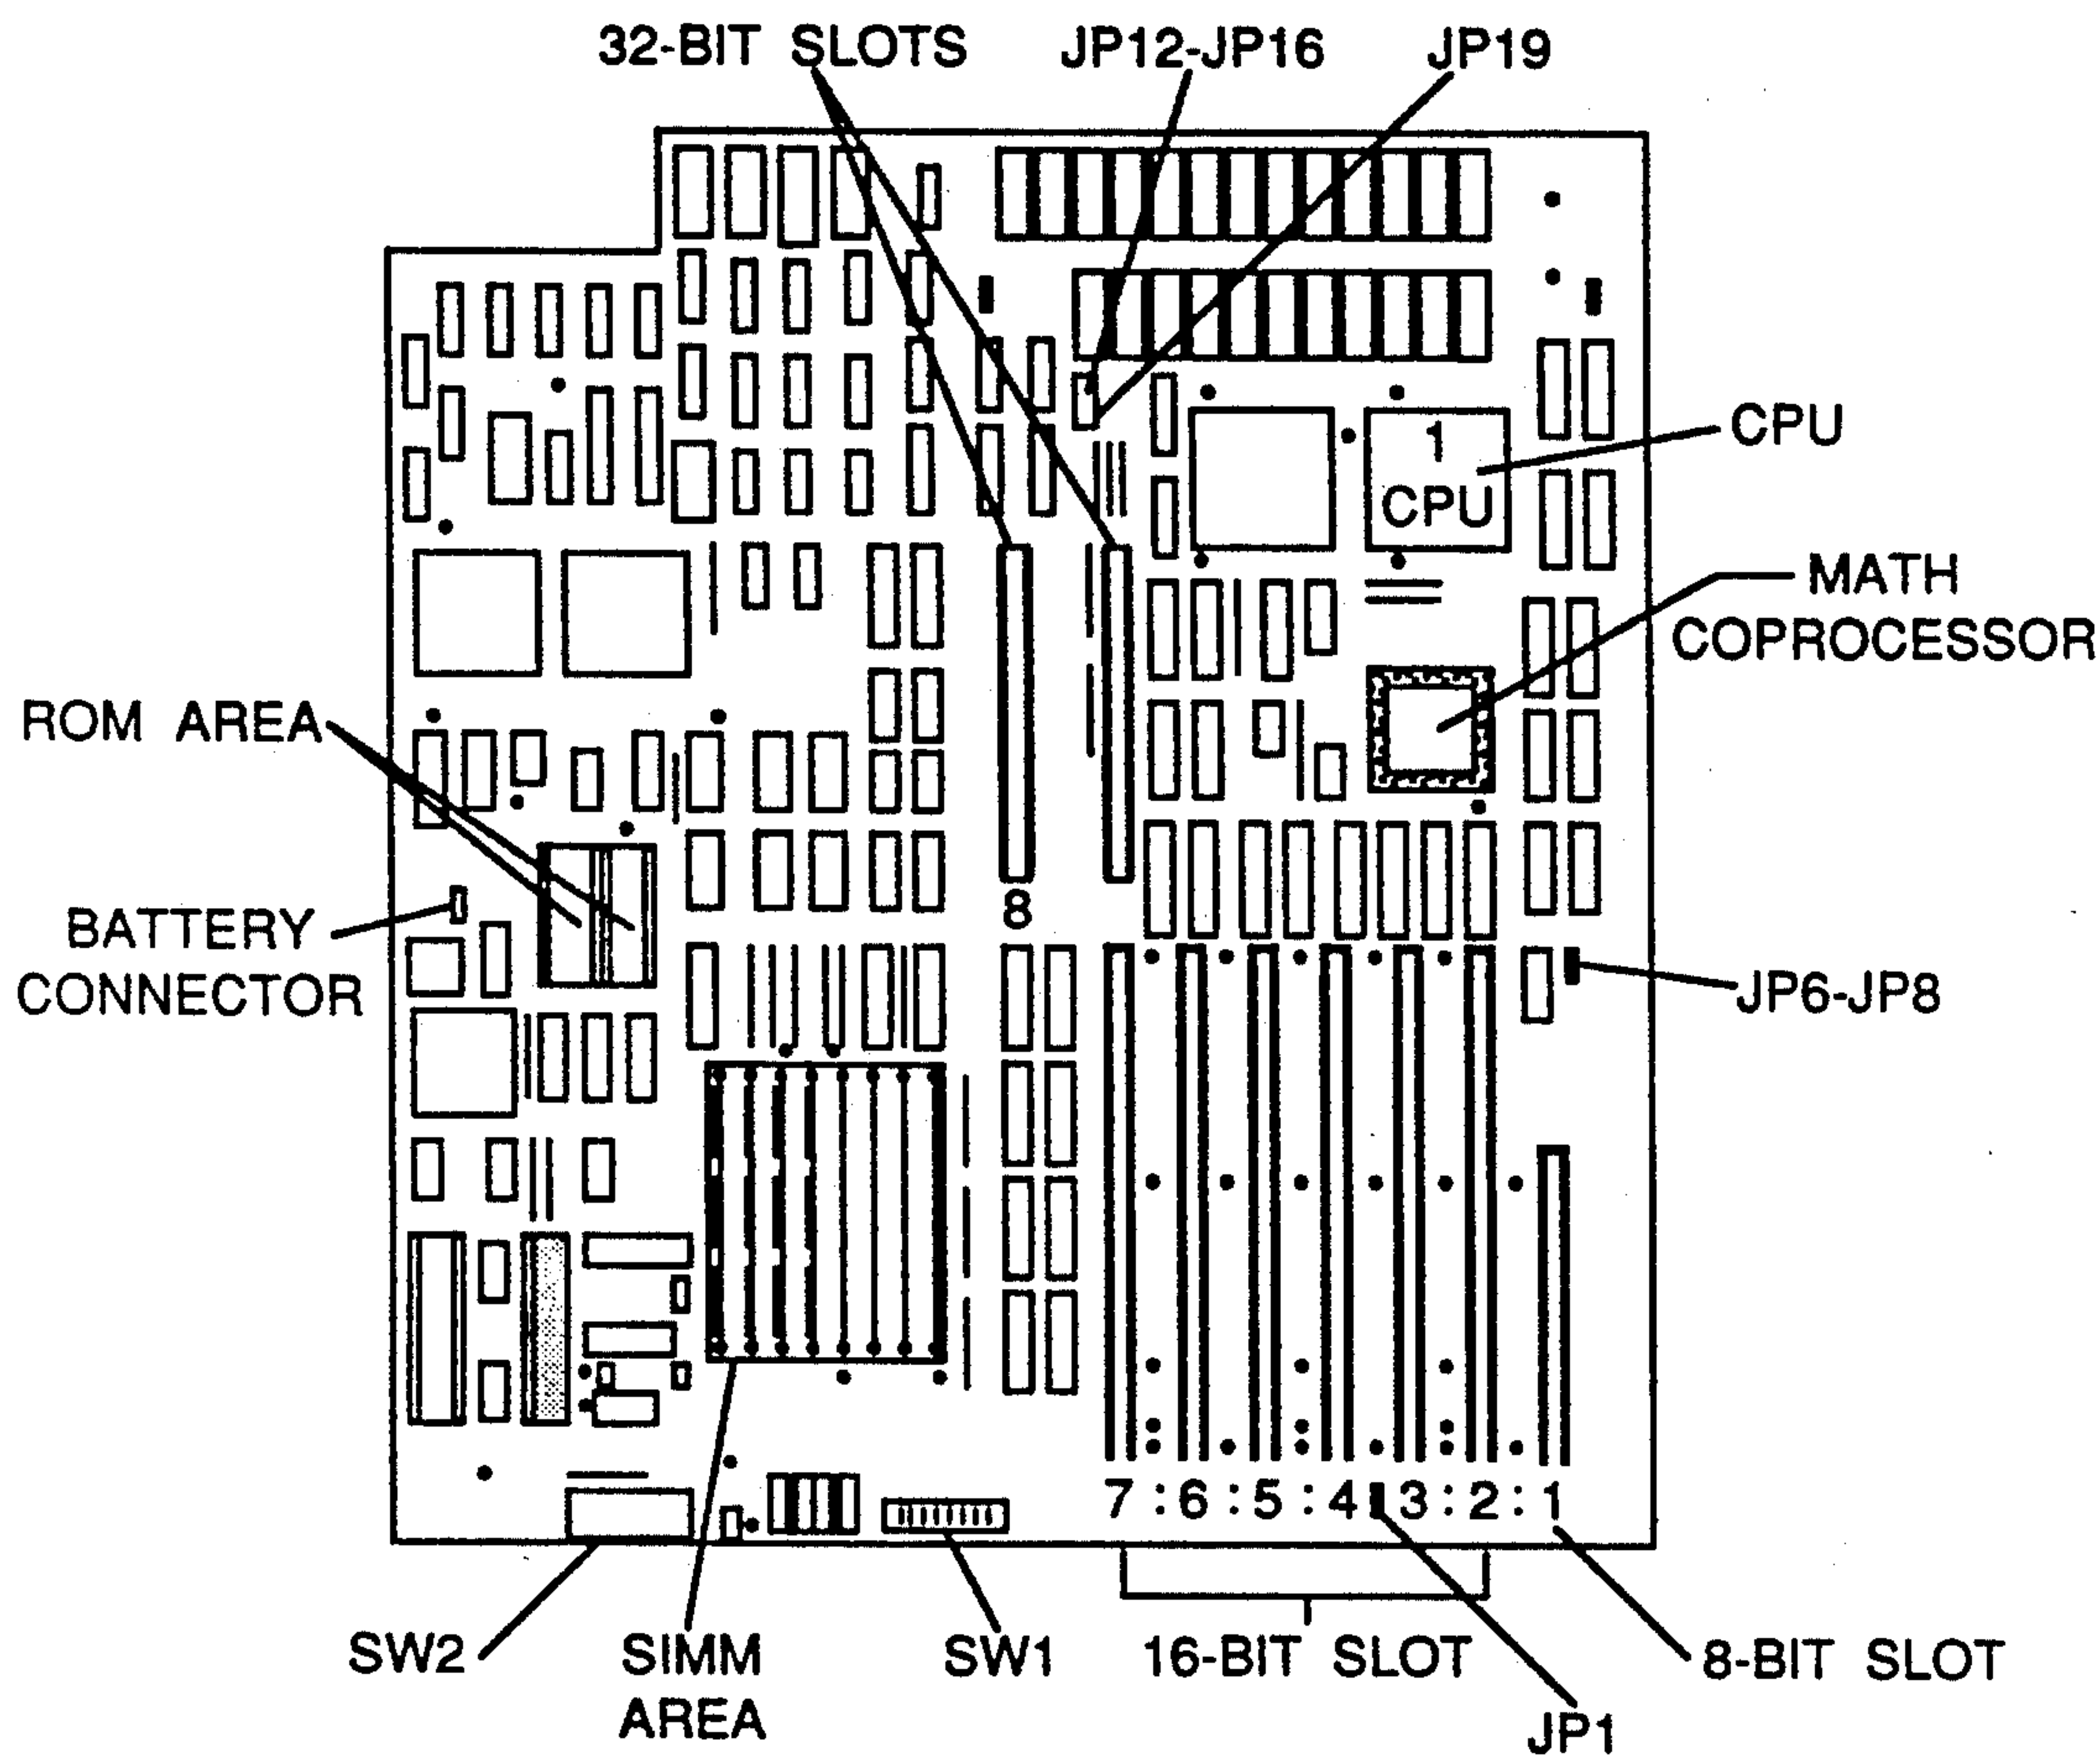 32-BIT SLOTS
JP12-JP16
JP19
CPU
1
CPU
MATH
COPROCESSOR
ROM AREA
BATTERY
CONNECTOR
8
JP6-JP8
7 : 6 : 5 : 4 3 : 2 : 1
SW2
SIMM
AREA
SW1
16-BIT SLOT
8-BIT SLOT
JP1